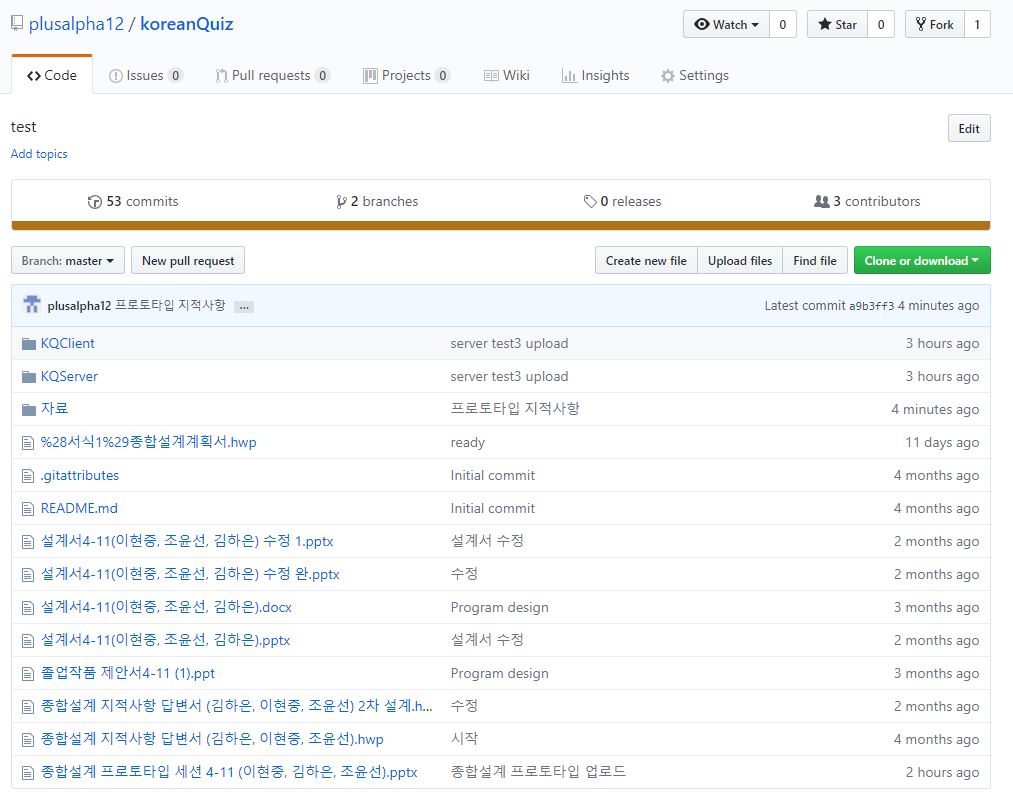 plusalpha12 / koreanQuiz Watch 0 Star 0 Fork 1
Code Issues 0 Pull requests 0 Projects 0 Wiki Insights Settings
test Edit
Add topics
53 commits 2 branches 0 releases 3 contributors
Branch: master New pull request Create new file Upload files Find file Clone or download
plusalpha12 프로토타입 지적사항 ... Latest commit a9b3ff3 4 minutes ago
KQClient server test3 upload 3 hours ago
KQServer server test3 upload 3 hours ago
자료 프로토타입 지적사항 4 minutes ago
%28서식1%29종합설계계획서.hwp ready 11 days ago
.gitattributes Initial commit 4 months ago
README.md Initial commit 4 months ago
설계서4-11(이현중, 조윤선, 김하은) 수정 1.pptx 설계서 수정 2 months ago
설계서4-11(이현중, 조윤선, 김하은) 수정 완.pptx 수정 2 months ago
설계서4-11(이현중, 조윤선, 김하은).docx Program design 3 months ago
설계서4-11(이현중, 조윤선, 김하은).pptx 설계서 수정 2 months ago
졸업작품 제안서4-11 (1).ppt Program design 3 months ago
종합설계 지적사항 답변서 (김하은, 이현중, 조윤선) 2차 설계.h... 수정 2 months ago
종합설계 지적사항 답변서 (김하은, 이현중, 조윤선).hwp 시작 4 months ago
종합설계 프로토타입 세션 4-11 (이현중, 김하은, 조윤선).pptx 종합설계 프로토타입 업로드 2 hours ago